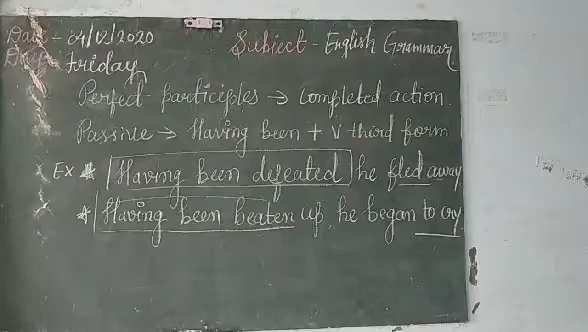 Date - 04/12/2020 Subject - English Grammar
Day - Friday
Perfect participles → Completed action.
Passive → Having been + V third form
Ex * Having been defeated he fled away
* Having been beaten up, he began to cry